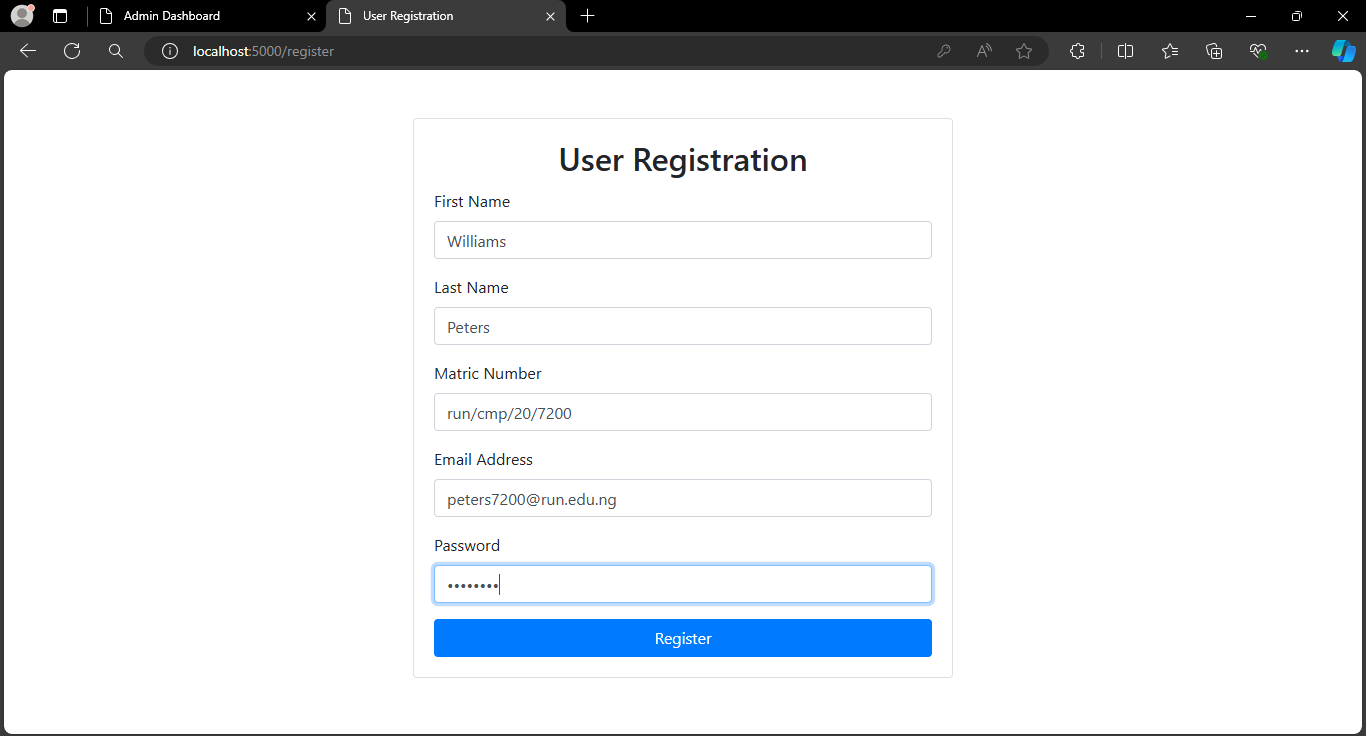 Admin Dashboard
User Registration
localhost:5000/register
User Registration
First Name
Williams
Last Name
Peters
Matric Number
run/cmp/20/7200
Email Address
peters7200@run.edu.ng
Password
••••••••
Register